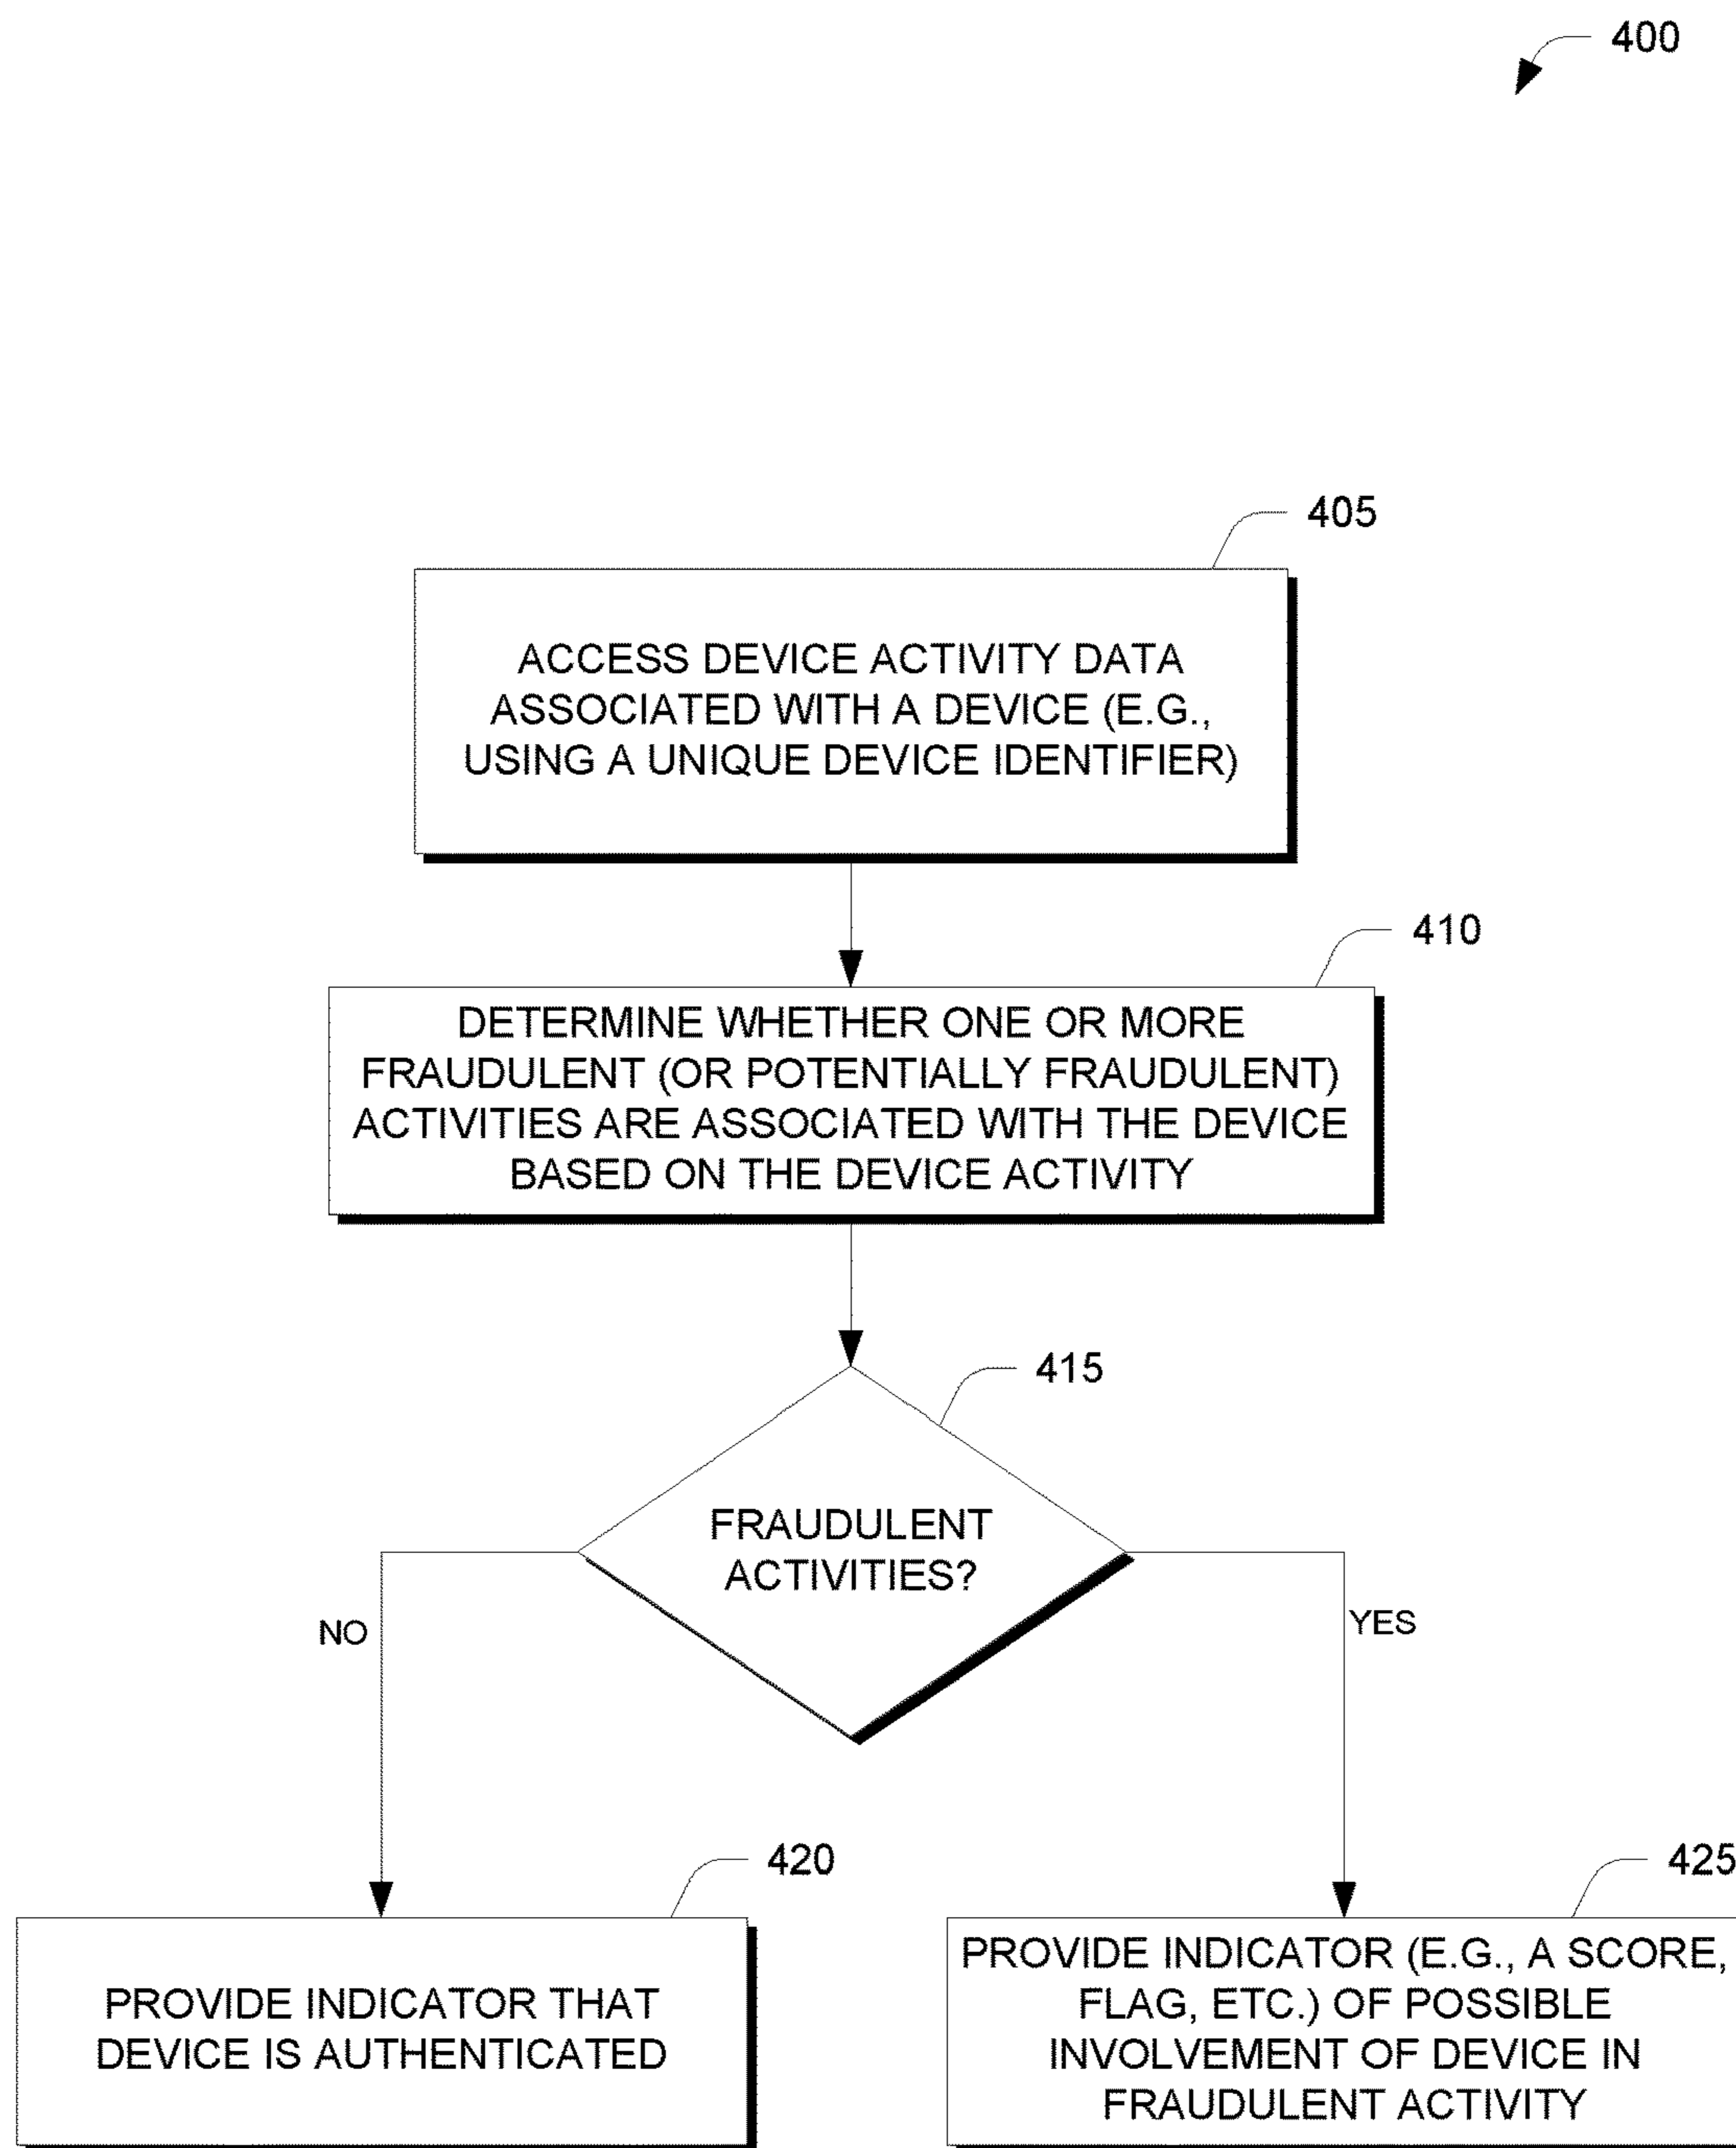 400
405
ACCESS DEVICE ACTIVITY DATA
ASSOCIATED WITH A DEVICE (E.G.,
USING A UNIQUE DEVICE IDENTIFIER)
410
DETERMINE WHETHER ONE OR MORE
FRAUDULENT (OR POTENTIALLY FRAUDULENT)
ACTIVITIES ARE ASSOCIATED WITH THE DEVICE
BASED ON THE DEVICE ACTIVITY
415
FRAUDULENT
ACTIVITIES?
NO
YES
420
PROVIDE INDICATOR THAT
DEVICE IS AUTHENTICATED
425
PROVIDE INDICATOR (E.G., A SCORE,
FLAG, ETC.) OF POSSIBLE
INVOLVEMENT OF DEVICE IN
FRAUDULENT ACTIVITY